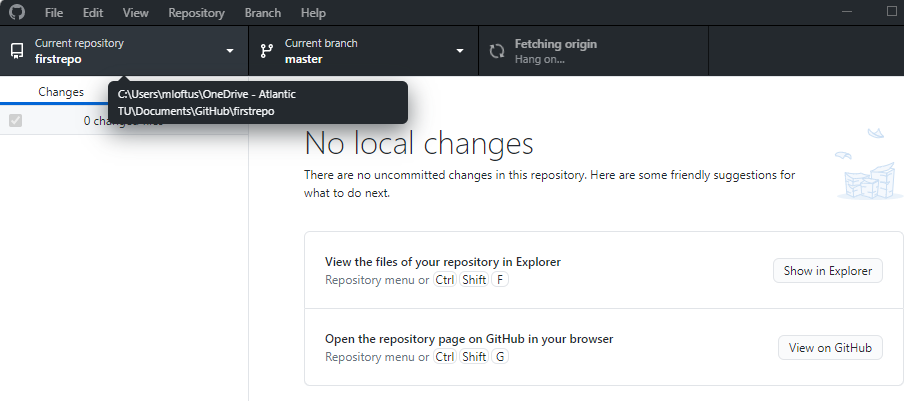 File Edit View Repository Branch Help
Current repository
firstrepo
Current branch
master
Fetching origin
Hang on...
Changes
C:\Users\mloftus\OneDrive - Atlantic
TU\Documents\GitHub\firstrepo
0 changed files
No local changes
There are no uncommitted changes in this repository. Here are some friendly suggestions for
what to do next.
View the files of your repository in Explorer
Repository menu or Ctrl Shift F
Show in Explorer
Open the repository page on GitHub in your browser
Repository menu or Ctrl Shift G
View on GitHub